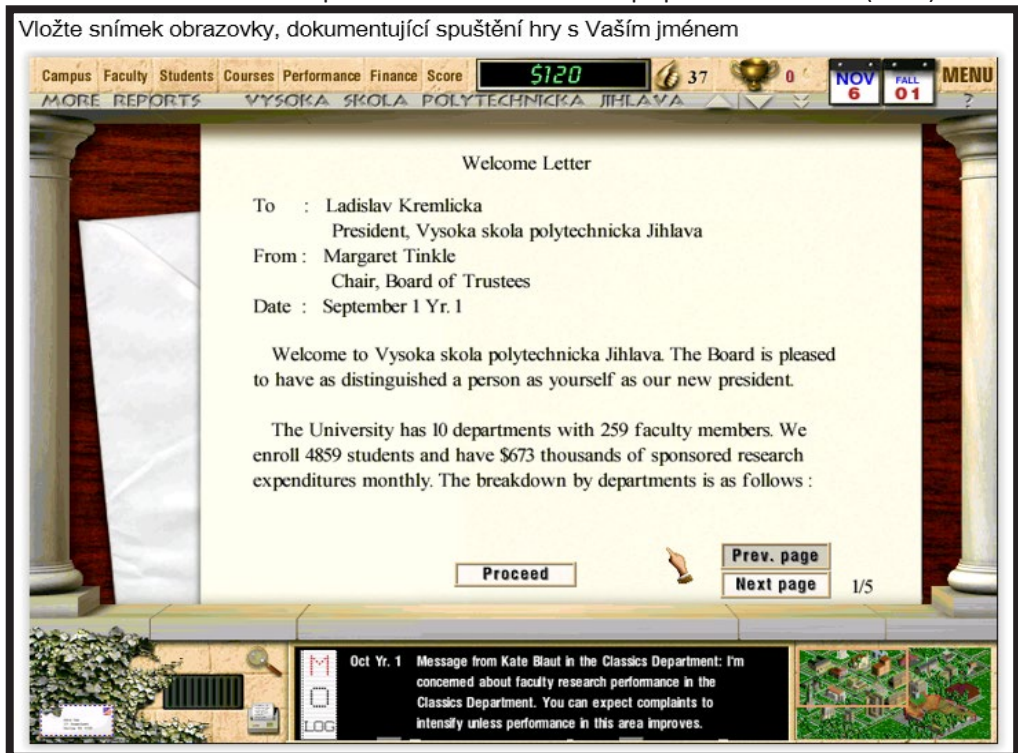 Vložte snímek obrazovky, dokumentující spuštění hry s Vaším jménem
Campus Faculty Students Courses Performance Finance Score $120 37 0 NOV 6 FALL 01 MENU
MORE REPORTS VYSOKA SKOLA POLYTECHNICKA JIHLAVA ?
Welcome Letter
To : Ladislav Kremlicka
President, Vysoka skola polytechnicka Jihlava
From : Margaret Tinkle
Chair, Board of Trustees
Date : September 1 Yr. 1
Welcome to Vysoka skola polytechnicka Jihlava. The Board is pleased
to have as distinguished a person as yourself as our new president.
The University has 10 departments with 259 faculty members. We
enroll 4859 students and have $673 thousands of sponsored research
expenditures monthly. The breakdown by departments is as follows :
Prev. page
Proceed
Next page 1/5
Oct Yr. 1 Message from Kate Blaut in the Classics Department: I'm
concerned about faculty research performance in the
Classics Department. You can expect complaints to
intensify unless performance in this area improves.
LOG